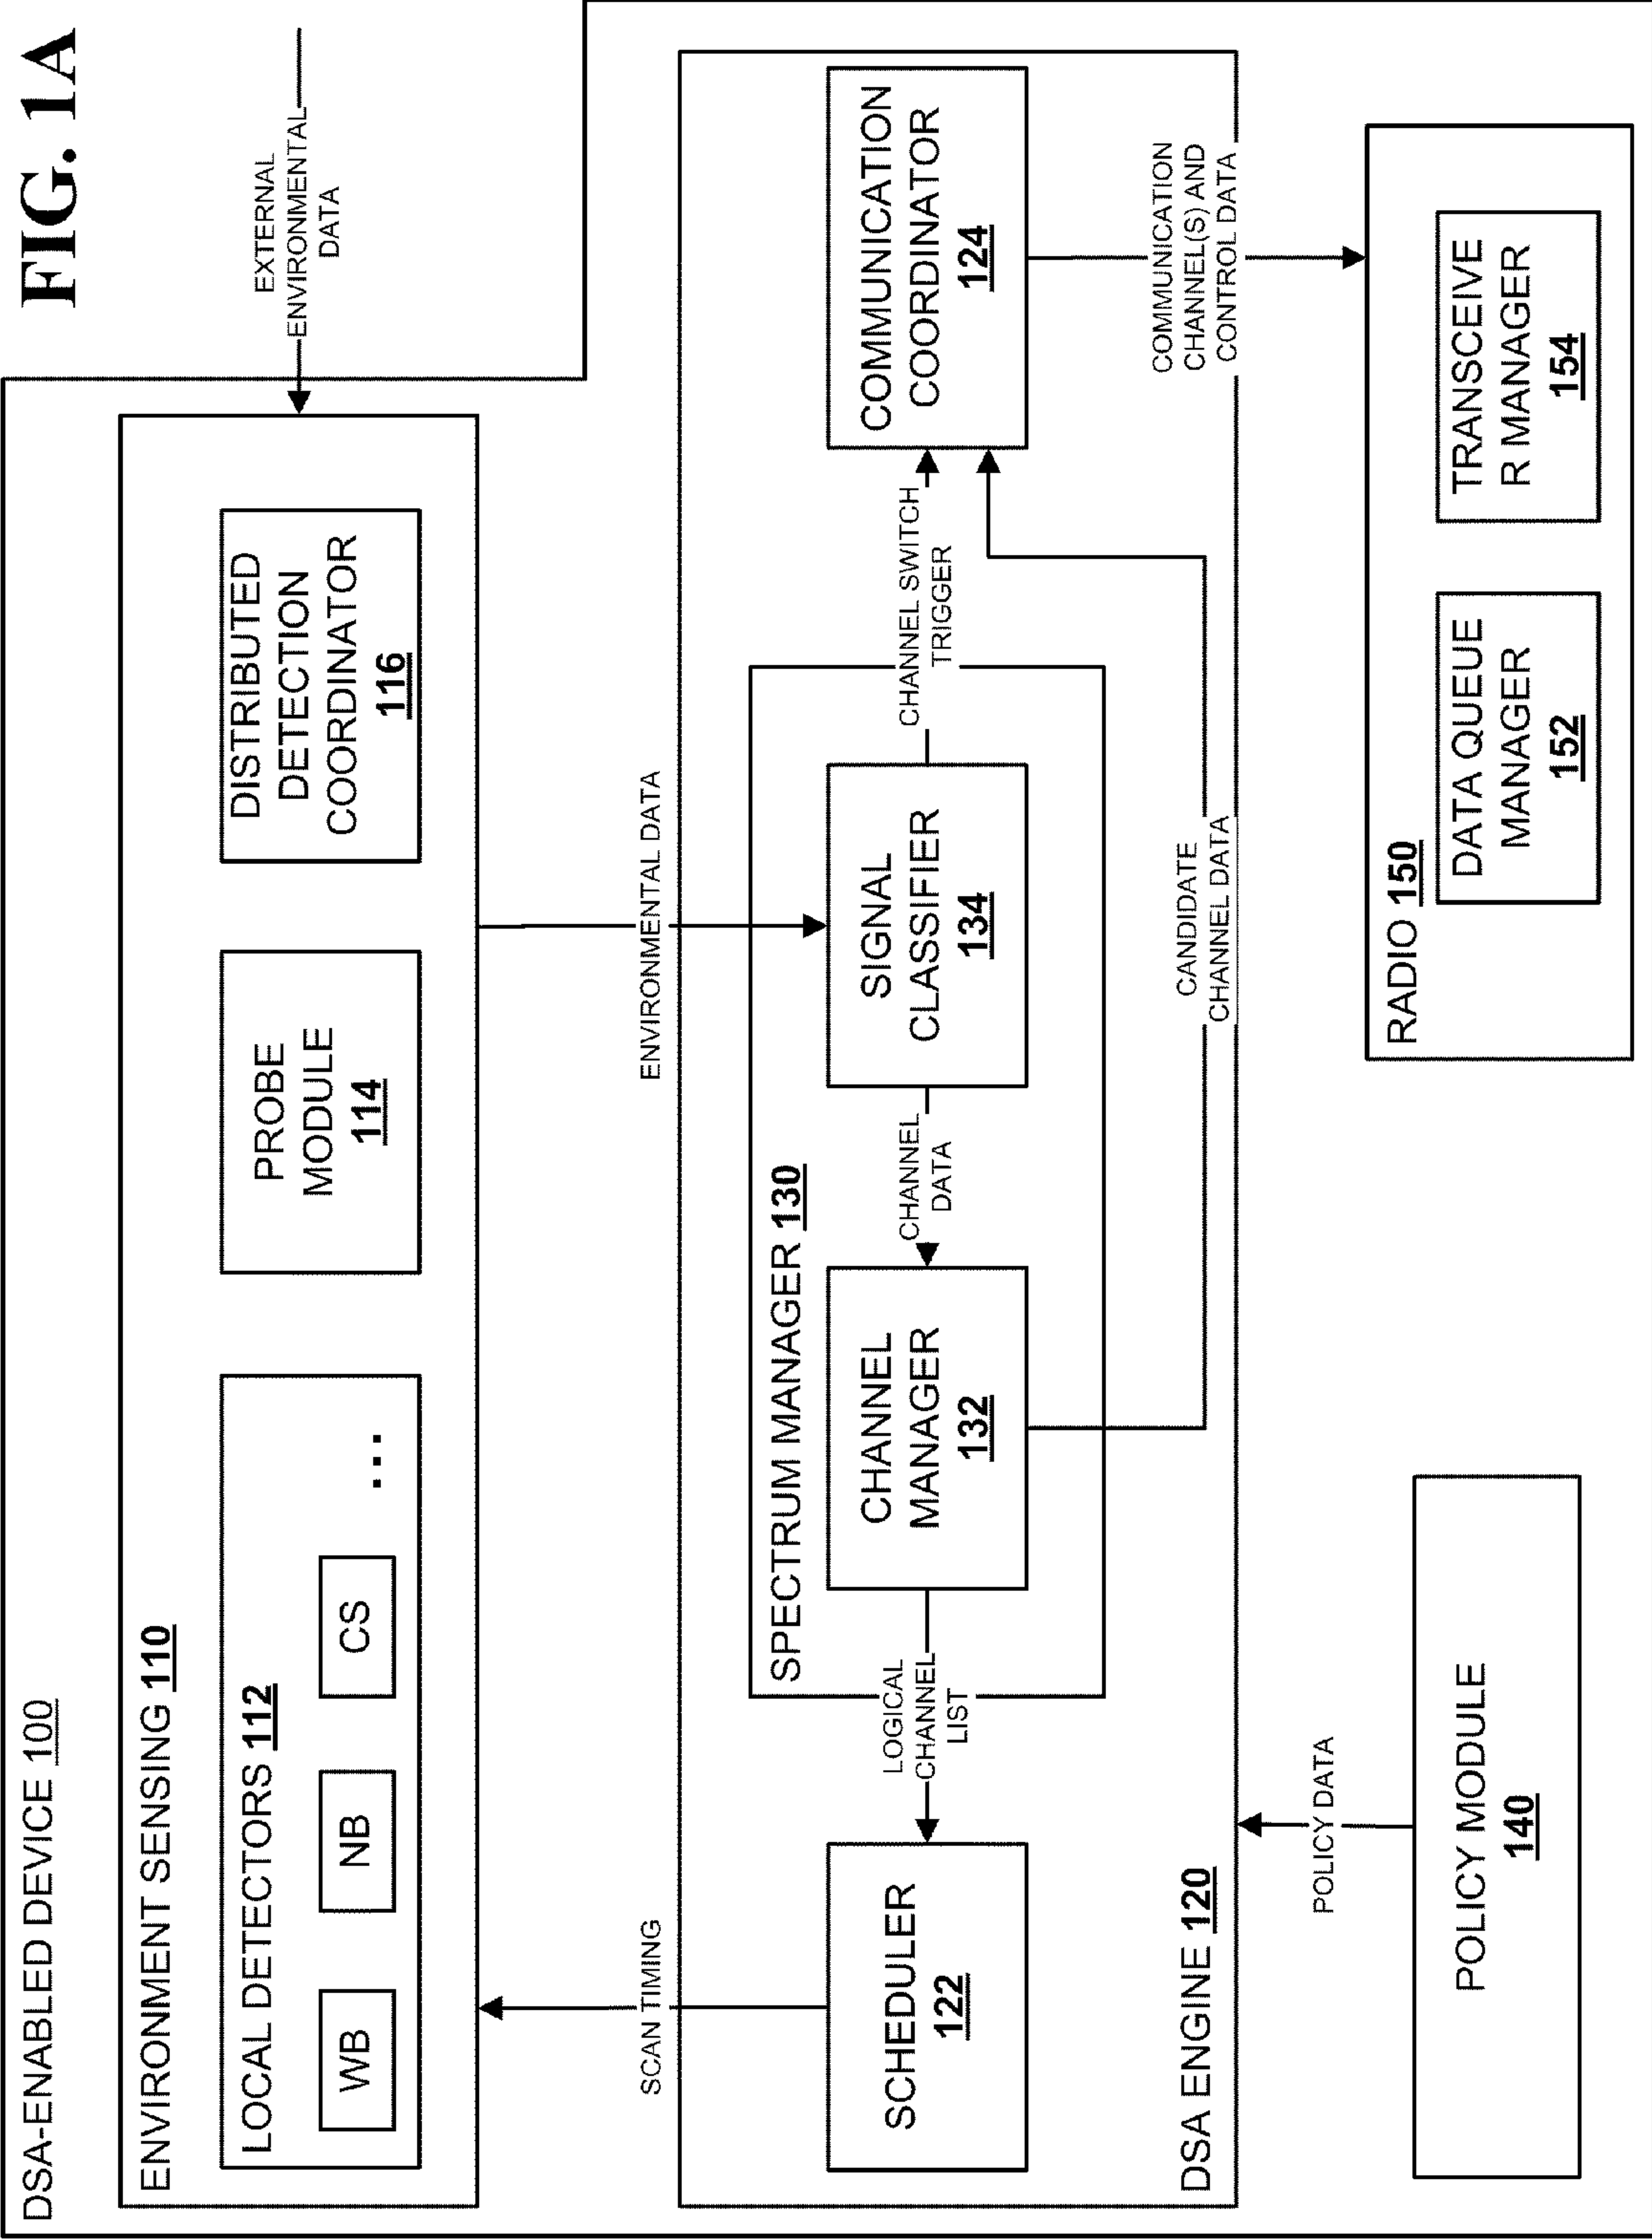 FIG. 1A
DSA-ENABLED DEVICE 100
EXTERNAL
ENVIRONMENTAL
DATA
ENVIRONMENT SENSING 110
LOCAL DETECTORS 112
WB
NB
CS
...
PROBE
MODULE
114
DISTRIBUTED
DETECTION
COORDINATOR
116
SCAN TIMING
ENVIRONMENTAL DATA
SPECTRUM MANAGER 130
SCHEDULER
122
LOGICAL
CHANNEL
LIST
CHANNEL
MANAGER
132
CHANNEL
DATA
SIGNAL
CLASSIFIER
134
CHANNEL SWITCH
TRIGGER
COMMUNICATION
COORDINATOR
124
CANDIDATE
CHANNEL DATA
DSA ENGINE 120
COMMUNICATION
CHANNEL(S) AND
CONTROL DATA
POLICY DATA
POLICY MODULE
140
RADIO 150
DATA QUEUE
MANAGER
152
TRANSCEIVE
R MANAGER
154